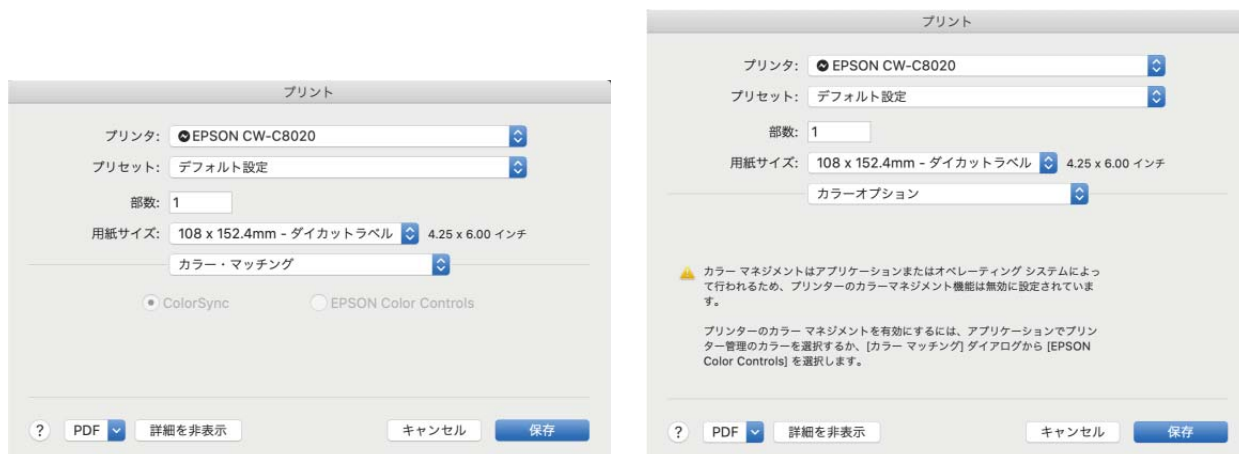 プリント
プリンタ: EPSON CW-C8020
プリセット: デフォルト設定
部数: 1
用紙サイズ: 108 x 152.4mm - ダイカットラベル 4.25 x 6.00 インチ
カラー・マッチング
ColorSync EPSON Color Controls
? PDF 詳細を非表示 キャンセル 保存
プリント
プリンタ: EPSON CW-C8020
プリセット: デフォルト設定
部数: 1
用紙サイズ: 108 x 152.4mm - ダイカットラベル 4.25 x 6.00 インチ
カラーオプション
カラー マネジメントはアプリケーションまたはオペレーティング システムによっ
て行われるため、プリンターのカラーマネジメント機能は無効に設定されていま
す。
プリンターのカラー マネジメントを有効にするには、アプリケーションでプリン
ター管理のカラーを選択するか、[カラー マッチング] ダイアログから [EPSON
Color Controls] を選択します。
? PDF 詳細を非表示 キャンセル 保存